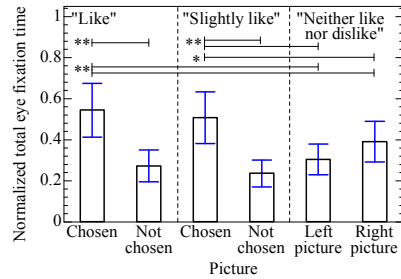 Normalized total eye fixation time
1
0.8
0.6
0.4
0.2
0
"Like"
"Slightly like"
"Neither like
nor dislike"
**
**
*
**
Chosen
Not
chosen
Chosen
Not
chosen
Left
picture
Right
picture
Picture